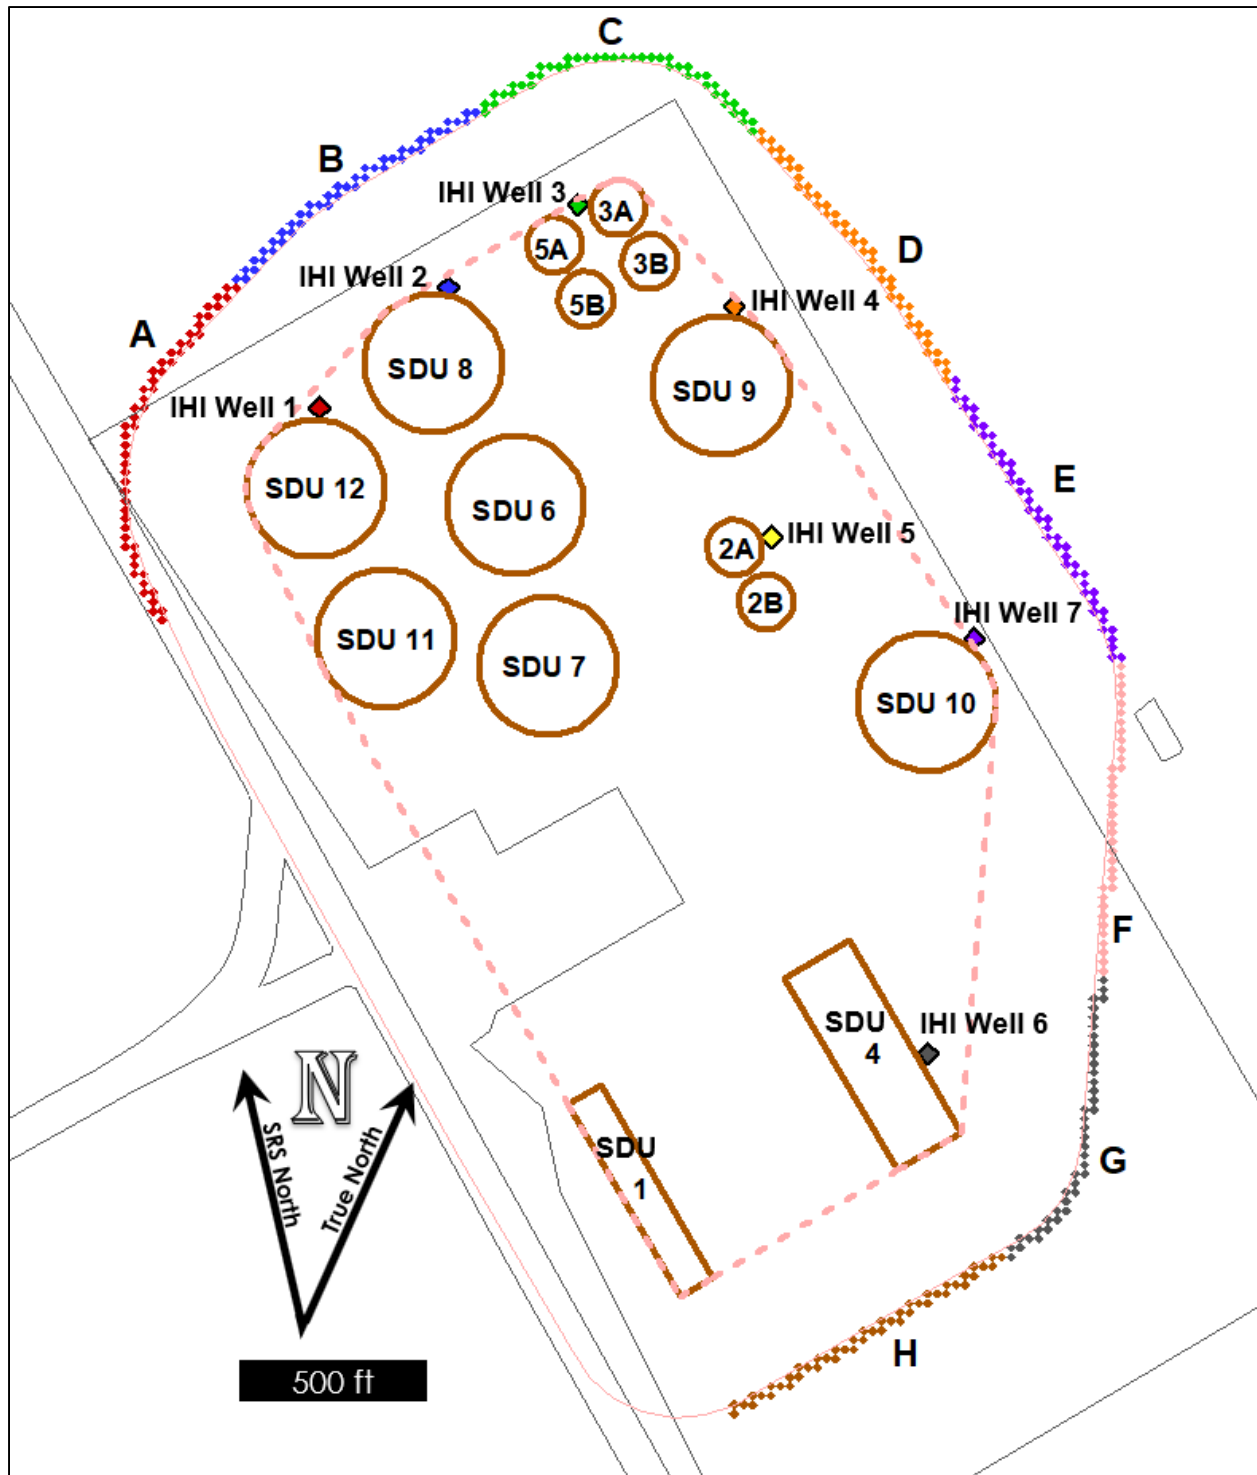 C
B
D
IHI Well 3
3A
5A
3B
IHI Well 2
5B
IHI Well 4
A
SDU 8
SDU 9
IHI Well 1
SDU 12
SDU 6
E
2A
IHI Well 5
2B
IHI Well 7
SDU 11
SDU 7
SDU 10
F
SDU
4
IHI Well 6
N
SRS North
True North
SDU
1
G
H
500 ft